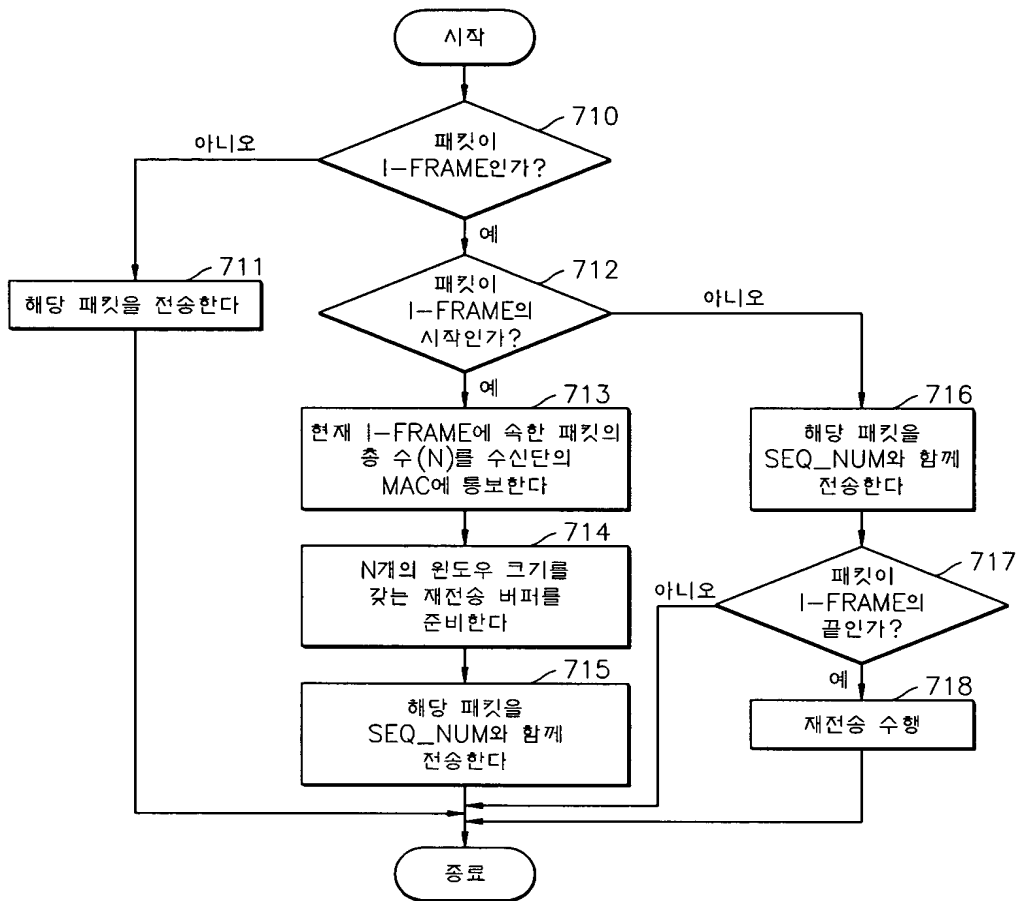 시작
710
패킷이
I-FRAME인가?
아니오
예
711
해당 패킷을 전송한다
712
패킷이
I-FRAME의
시작인가?
아니오
예
713
현재 I-FRAME에 속한 패킷의
총 수(N)를 수신단의
MAC에 통보한다
714
N개의 윈도우 크기를
갖는 재전송 버퍼를
준비한다
715
해당 패킷을
SEQ_NUM와 함께
전송한다
716
해당 패킷을
SEQ_NUM와 함께
전송한다
717
패킷이
I-FRAME의
끝인가?
아니오
예
718
재전송 수행
종료